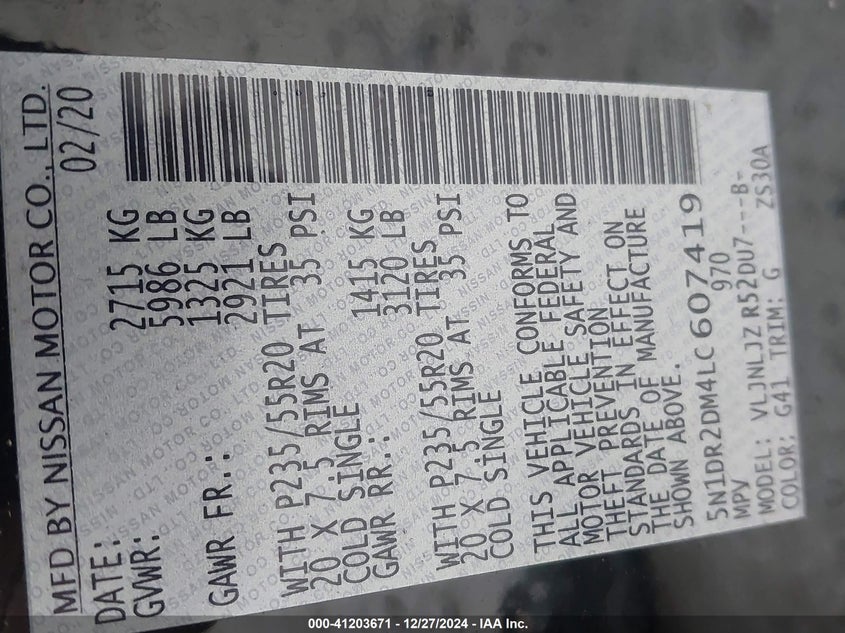 MFD BY NISSAN MOTOR CO., LTD.
DATE: 02/20
GVWR: 2715 KG
5986 LB
GAWR FR.: 1325 KG
2921 LB
WITH P235/55R20 TIRES
20 X 7.5 RIMS AT 35 PSI
COLD SINGLE
GAWR RR.: 1415 KG
3120 LB
WITH P235/55R20 TIRES
20 X 7.5 RIMS AT 35 PSI
COLD SINGLE
THIS VEHICLE CONFORMS TO
ALL APPLICABLE FEDERAL
MOTOR VEHICLE SAFETY AND
THEFT PREVENTION
STANDARDS IN EFFECT ON
THE DATE OF MANUFACTURE
SHOWN ABOVE.
5N1DR2DM4LC607419
MPV 970
MODEL: VLJNLJZ R52DU7---B-
COLOR: G41 TRIM: G ZS30A
000-41203671 - 12/27/2024 - IAA Inc.